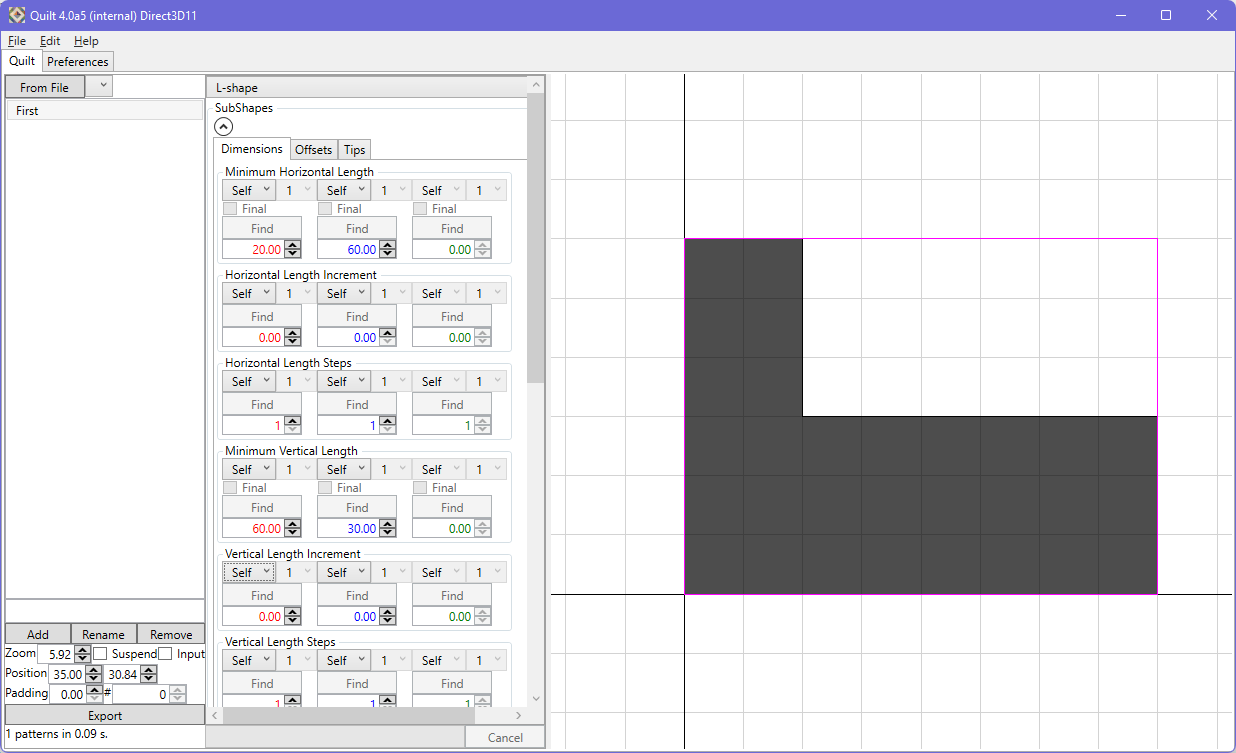 Quilt 4.0a5 (internal) Direct3D11
File Edit Help
Quilt Preferences
From File
First
L-shape
SubShapes
Dimensions Offsets Tips
Minimum Horizontal Length
Self 1 Self 1 Self 1
Final Final Final
Find Find Find
20.00 60.00 0.00
Horizontal Length Increment
Self 1 Self 1 Self 1
Find Find Find
0.00 0.00 0.00
Horizontal Length Steps
Self 1 Self 1 Self 1
Find Find Find
1 1 1
Minimum Vertical Length
Self 1 Self 1 Self 1
Final Final Final
Find Find Find
60.00 30.00 0.00
Vertical Length Increment
Self 1 Self 1 Self 1
Find Find Find
0.00 0.00 0.00
Vertical Length Steps
Self 1 Self 1 Self 1
Find Find Find
1 1 1
Add Rename Remove
Zoom 5.92 Suspend Input
Position 35.00 30.84
Padding 0.00 # 0
Export
1 patterns in 0.09 s.
Cancel